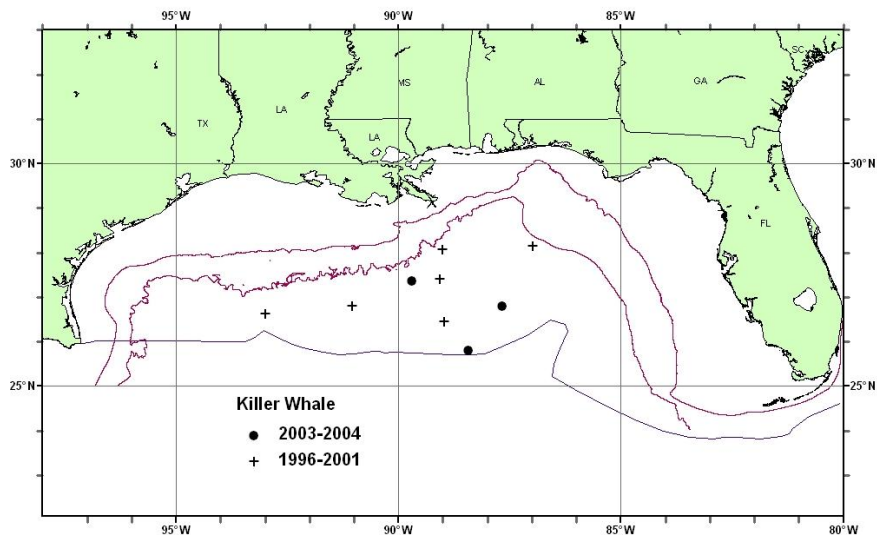 95°W 90°W 85°W 80°W
SC
MS AL GA
LA
TX
LA
30°N 30°N
FL
25°N 25°N
Killer Whale
2003-2004
1996-2001
95°W 90°W 85°W 80°W